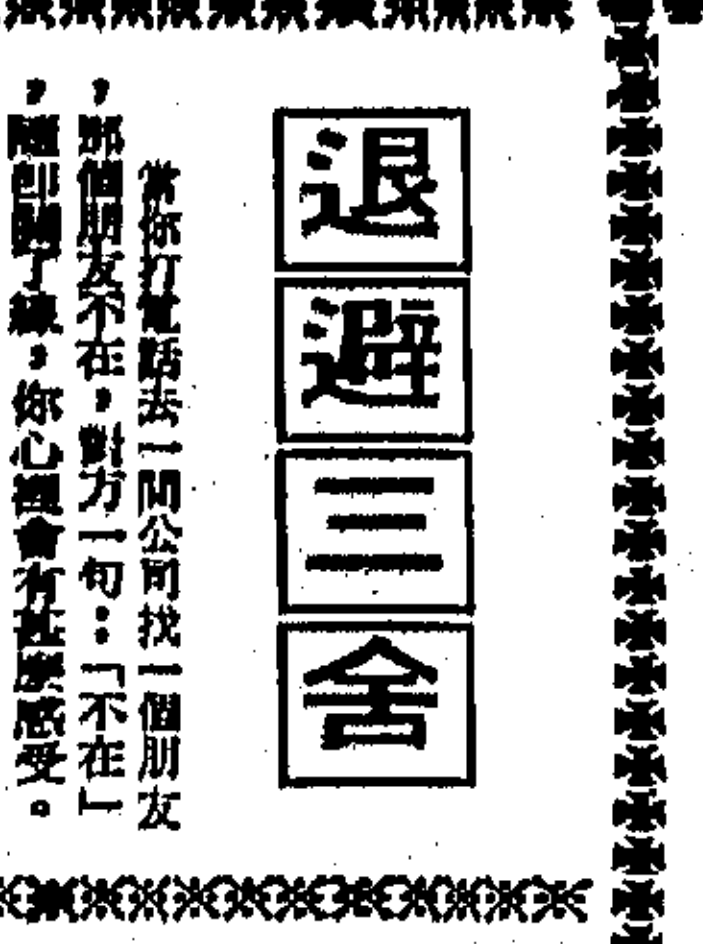 退避三舍
當你打電話去一間公司找一個朋友
，那個朋友不在，對方一句：「不在」
，隨即關了線，你心裡會有甚麼感受。